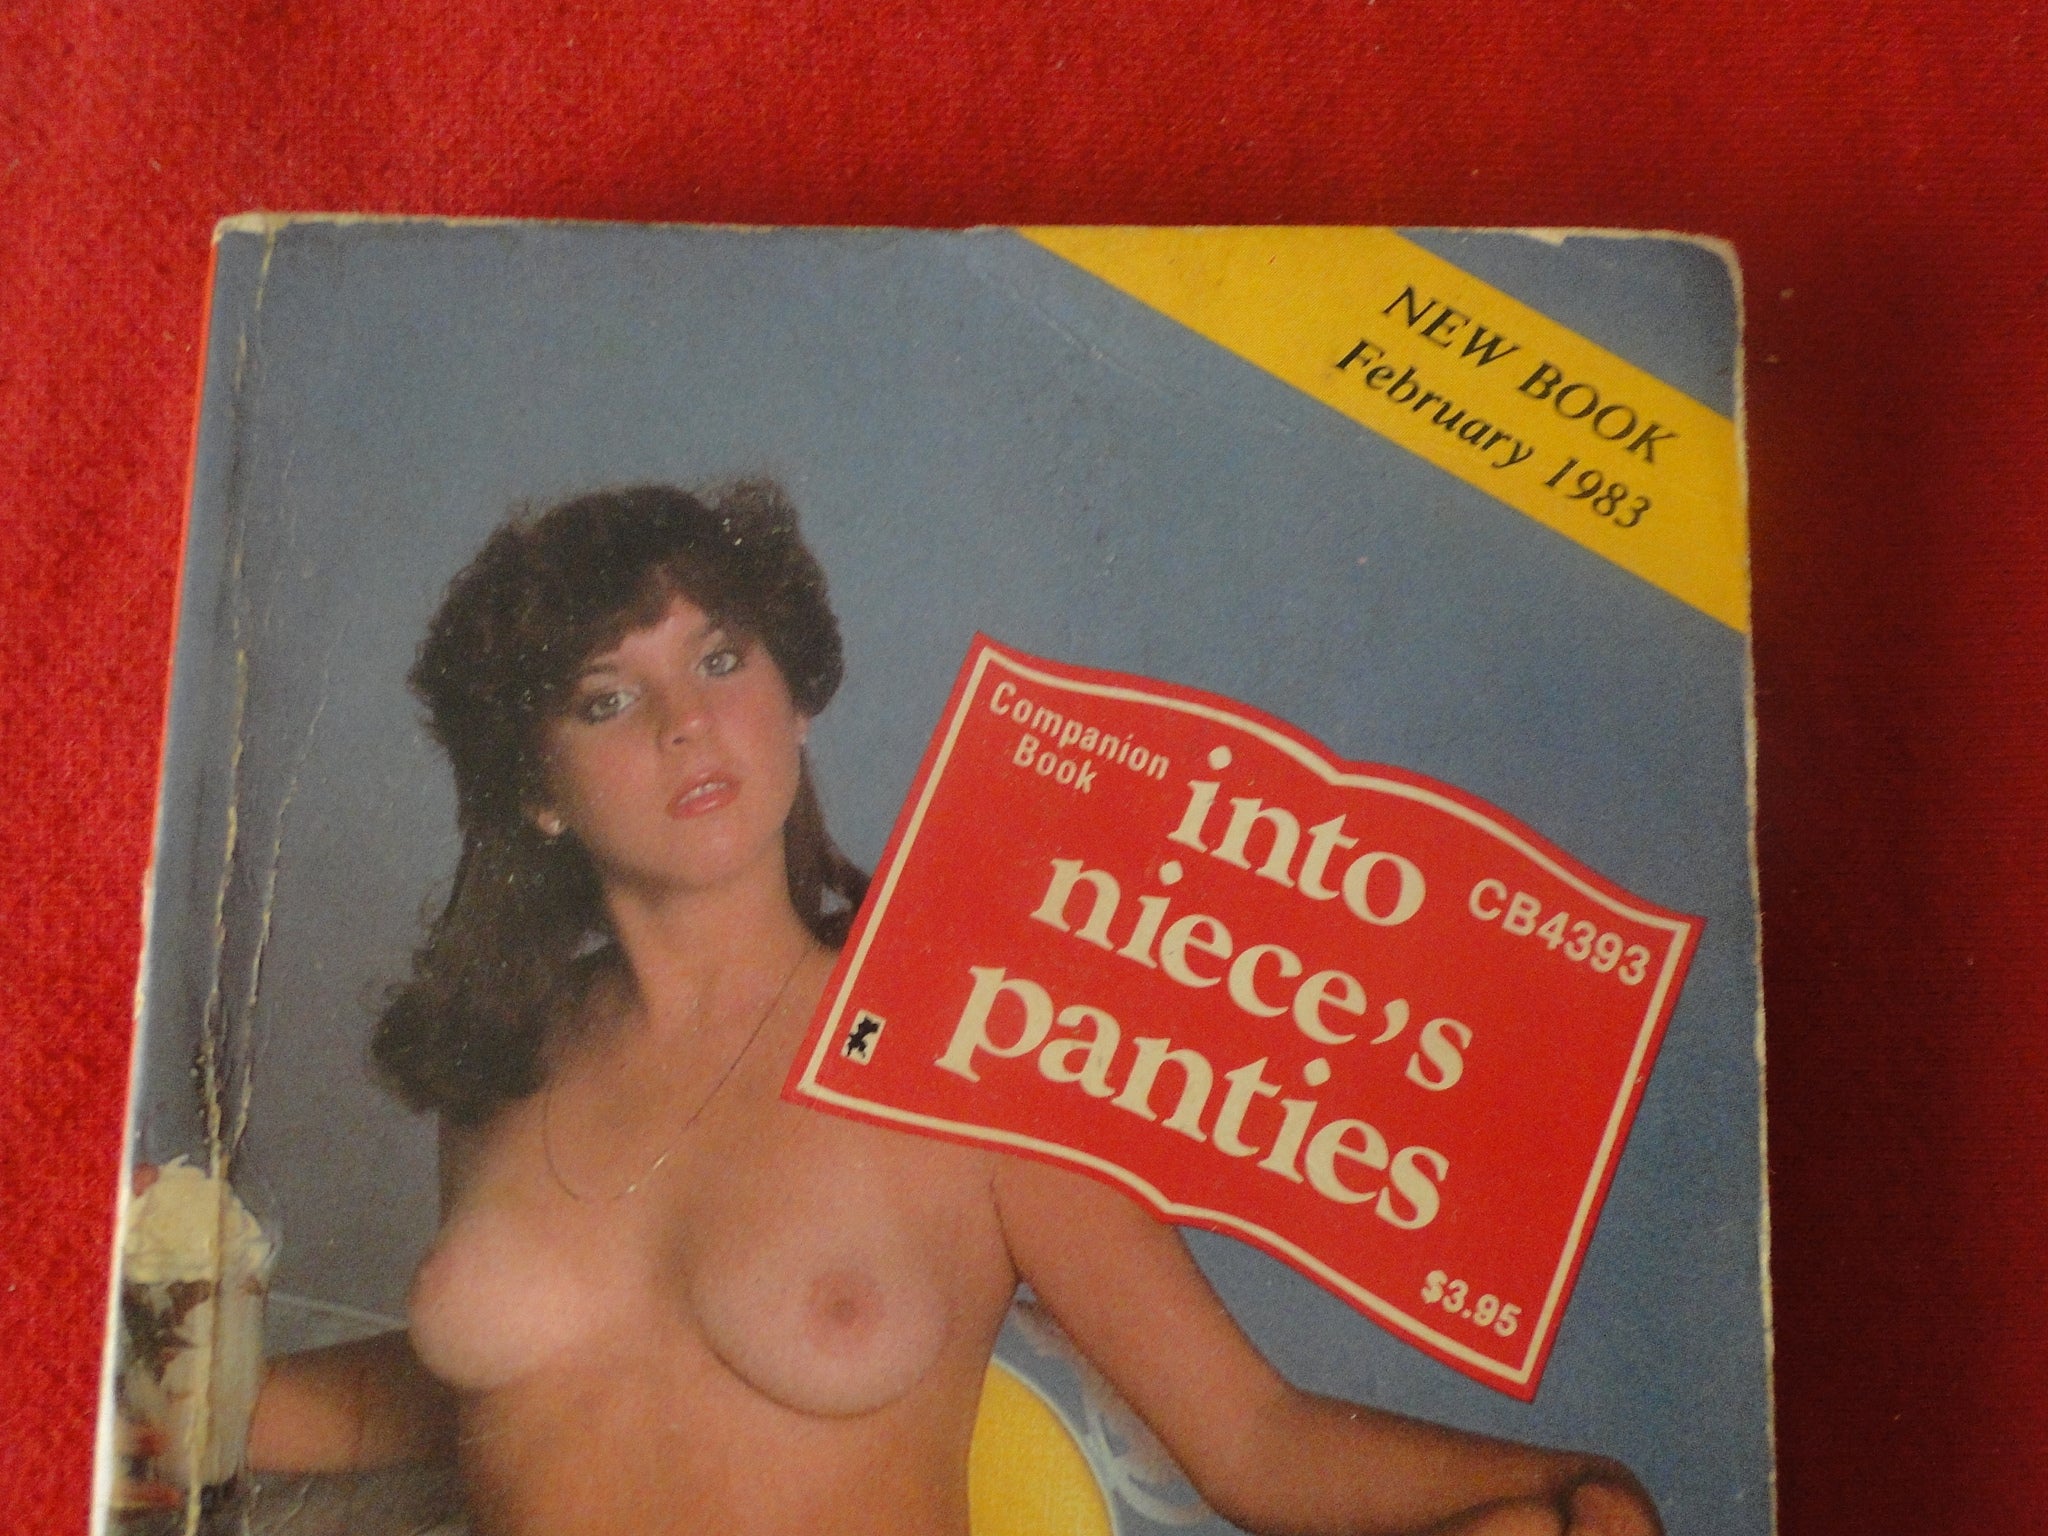 NEW BOOK
February 1983
Companion
Book
into
niece's
panties
CB4393
$3.95